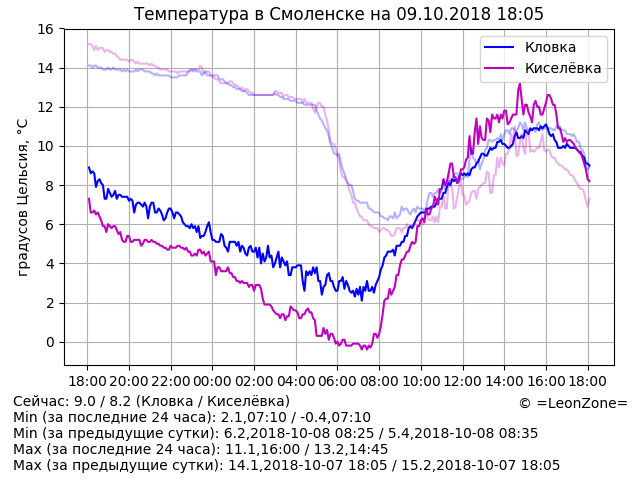 Температура в Смоленске на 09.10.2018 18:05
градусов Цельсия, °C
16
14
12
10
8
6
4
2
0
Кловка
Киселёвка
18:00 20:00 22:00 00:00 02:00 04:00 06:00 08:00 10:00 12:00 14:00 16:00 18:00
Сейчас: 9.0 / 8.2 (Кловка / Киселёвка)
© =LeonZone=
Min (за последние 24 часа): 2.1,07:10 / -0.4,07:10
Min (за предыдущие сутки): 6.2,2018-10-08 08:25 / 5.4,2018-10-08 08:35
Max (за последние 24 часа): 11.1,16:00 / 13.2,14:45
Max (за предыдущие сутки): 14.1,2018-10-07 18:05 / 15.2,2018-10-07 18:05